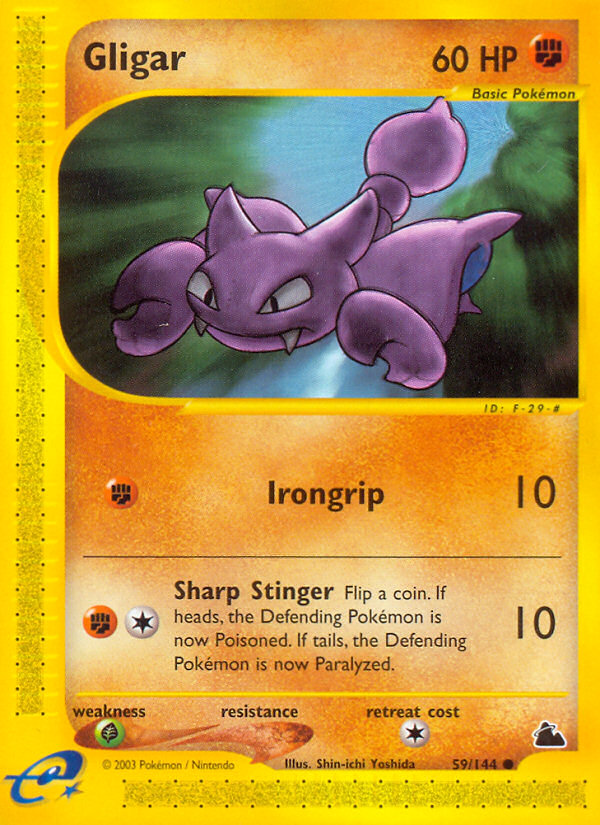 Gligar 60 HP
Basic Pokémon
ID: F-29-#
Irongrip 10
Sharp Stinger Flip a coin. If
heads, the Defending Pokémon is
now Poisoned. If tails, the Defending
Pokémon is now Paralyzed.
10
weakness resistance retreat cost
© 2003 Pokémon / Nintendo Illus. Shin-ichi Yoshida 59/144
e